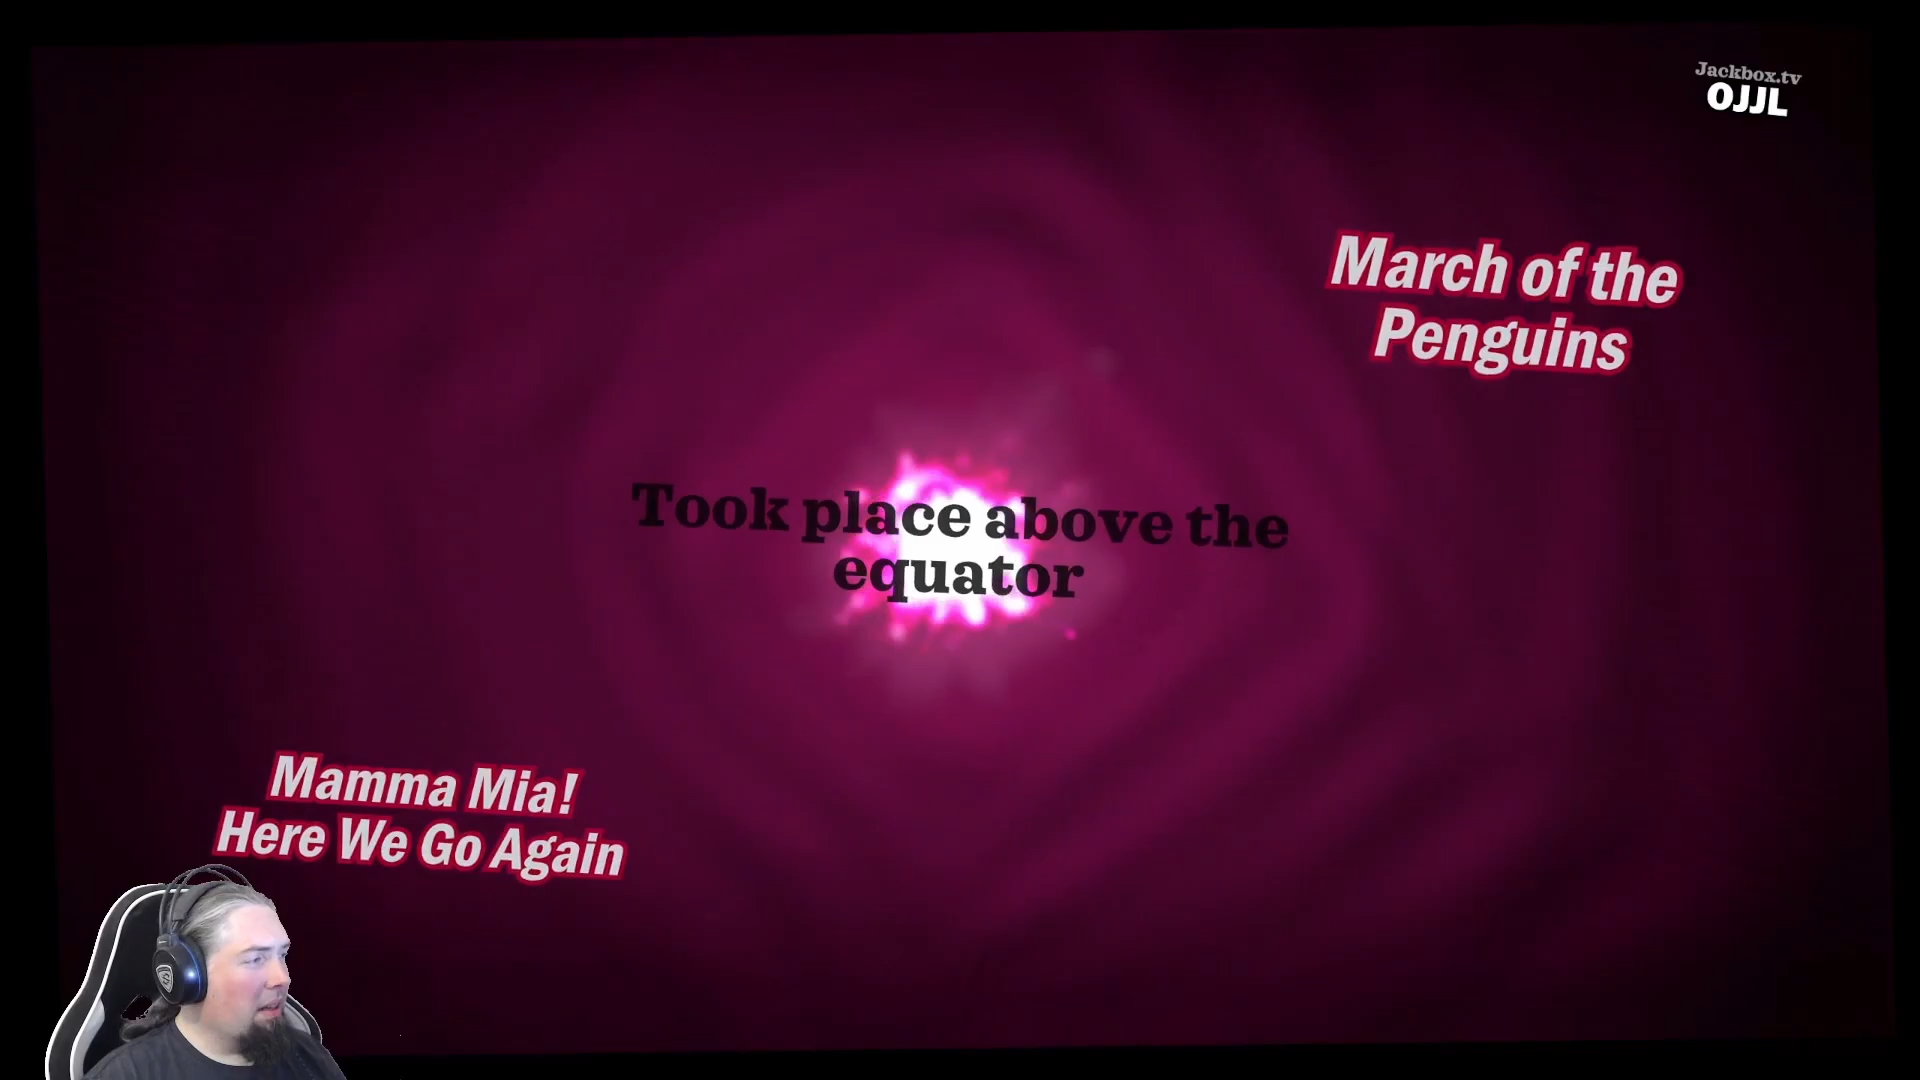 Jackbox.tv
OJJL
March of the
Penguins
Took place above the
equator
Mamma Mia!
Here We Go Again